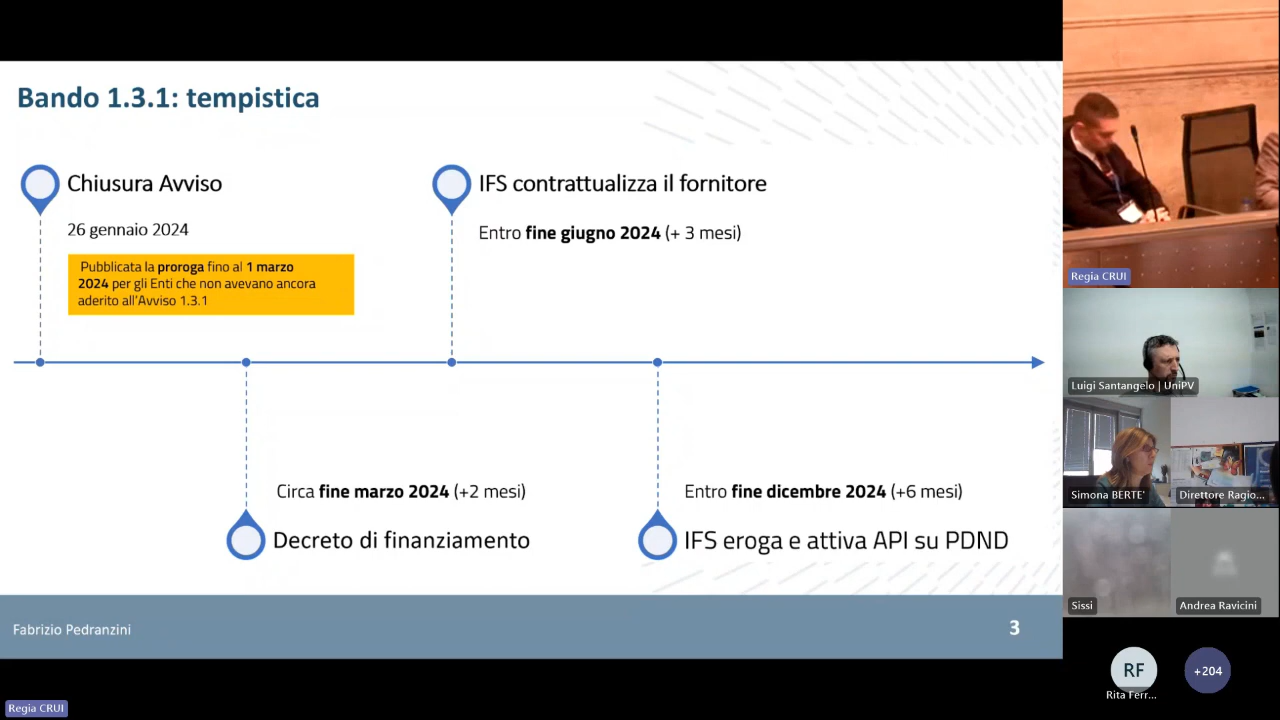 Bando 1.3.1: tempistica
Chiusura Avviso
26 gennaio 2024
Pubblicata la proroga fino al 1 marzo
2024 per gli Enti che non avevano ancora
aderito all'Avviso 1.3.1
IFS contrattualizza il fornitore
Entro fine giugno 2024 (+ 3 mesi)
Circa fine marzo 2024 (+2 mesi)
Decreto di finanziamento
Entro fine dicembre 2024 (+6 mesi)
IFS eroga e attiva API su PDND
Fabrizio Pedranzini
3
Regia CRUI
Regia CRUI
Luigi Santangelo | UniPV
Simona BERTE'
Direttore Ragio...
Sissi
Andrea Ravicini
RF
+204
Rita Ferr...